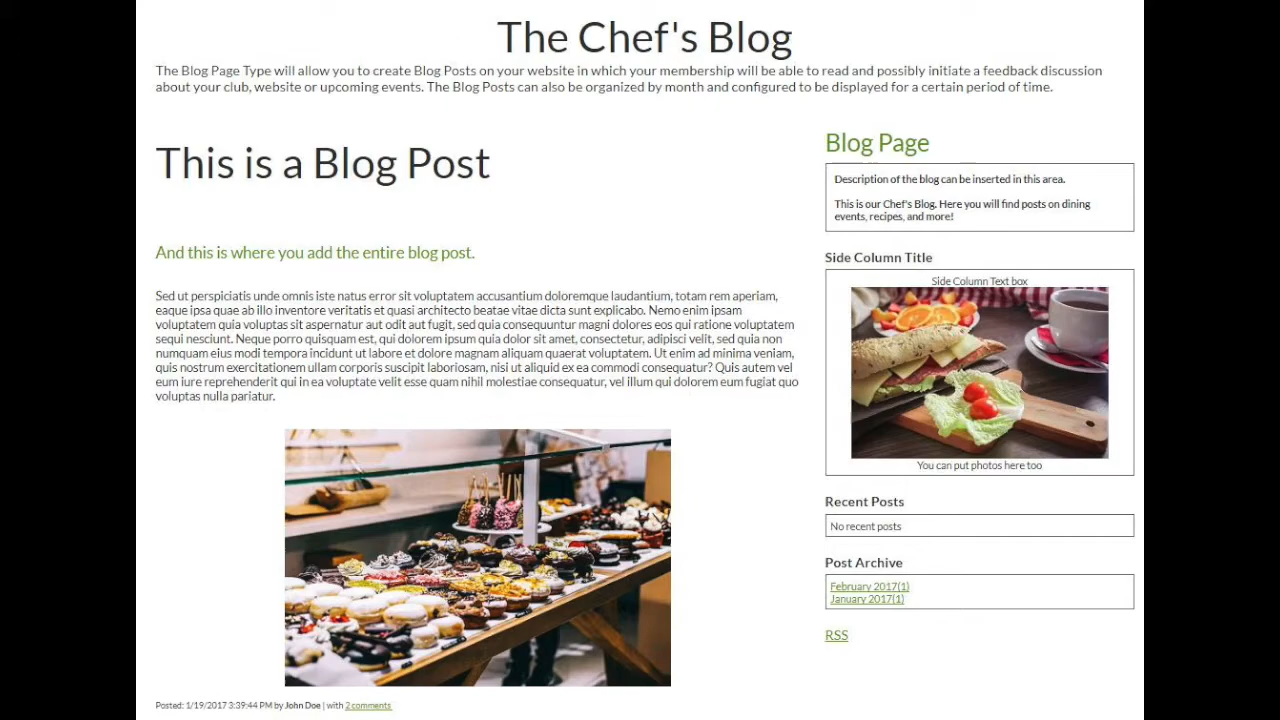 The Chef's Blog
The Blog Page Type will allow you to create Blog Posts on your website in which your membership will be able to read and possibly initiate a feedback discussion
about your club, website or upcoming events. The Blog Posts can also be organized by month and configured to be displayed for a certain period of time.
This is a Blog Post
And this is where you add the entire blog post.
Sed ut perspiciatis unde omnis iste natus error sit voluptatem accusantium doloremque laudantium, totam rem aperiam,
eaque ipsa quae ab illo inventore veritatis et quasi architecto beatae vitae dicta sunt explicabo. Nemo enim ipsam
voluptatem quia voluptas sit aspernatur aut odit aut fugit, sed quia consequuntur magni dolores eos qui ratione voluptatem
sequi nesciunt. Neque porro quisquam est, qui dolorem ipsum quia dolor sit amet, consectetur, adipisci velit, sed quia non
numquam eius modi tempora incidunt ut labore et dolore magnam aliquam quaerat voluptatem. Ut enim ad minima veniam,
quis nostrum exercitationem ullam corporis suscipit laboriosam, nisi ut aliquid ex ea commodi consequatur? Quis autem vel
eum iure reprehenderit qui in ea voluptate velit esse quam nihil molestiae consequatur, vel illum qui dolorem eum fugiat quo
voluptas nulla pariatur.
Posted: 1/19/2017 3:39:44 PM by John Doe | with 2 comments
Blog Page
Description of the blog can be inserted in this area.
This is our Chef's Blog. Here you will find posts on dining
events, recipes, and more!
Side Column Title
Side Column Text box
You can put photos here too
Recent Posts
No recent posts
Post Archive
February 2017(1)
January 2017(1)
RSS